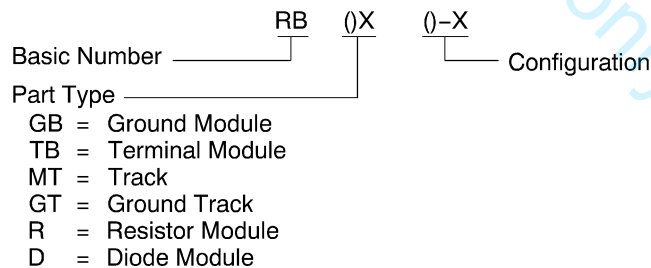 RB ()X ()–X
Basic Number
Configuration
Part Type
GB = Ground Module
TB = Terminal Module
MT = Track
GT = Ground Track
R = Resistor Module
D = Diode Module